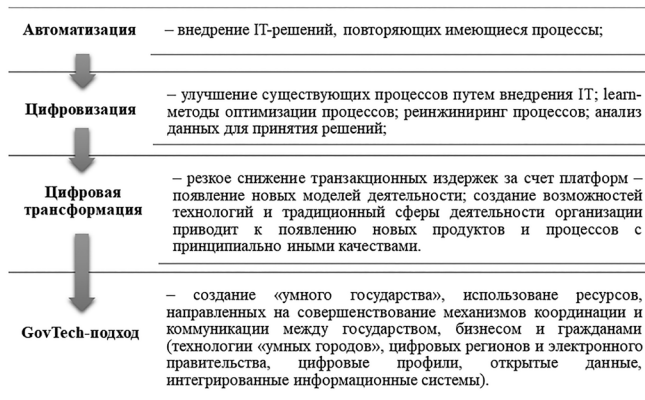 Автоматизация
– внедрение IT-решений, повторяющих имеющиеся процессы;
Цифровизация
– улучшение существующих процессов путем внедрения IT; learn-
методы оптимизации процессов; реинжиниринг процессов; анализ
данных для принятия решений;
Цифровая
трансформация
– резкое снижение транзакционных издержек за счет платформ –
появление новых моделей деятельности; создание возможностей
технологий и традиционный сферы деятельности организации
приводит к появлению новых продуктов и процессов с
принципиально иными качествами.
GovTech-подход
– создание «умного государства», использоване ресурсов,
направленных на совершенствование механизмов координации и
коммуникации между государством, бизнесом и гражданами
(технологии «умных городов», цифровых регионов и электронного
правительства, цифровые профили, открытые данные,
интегрированные информационные системы).